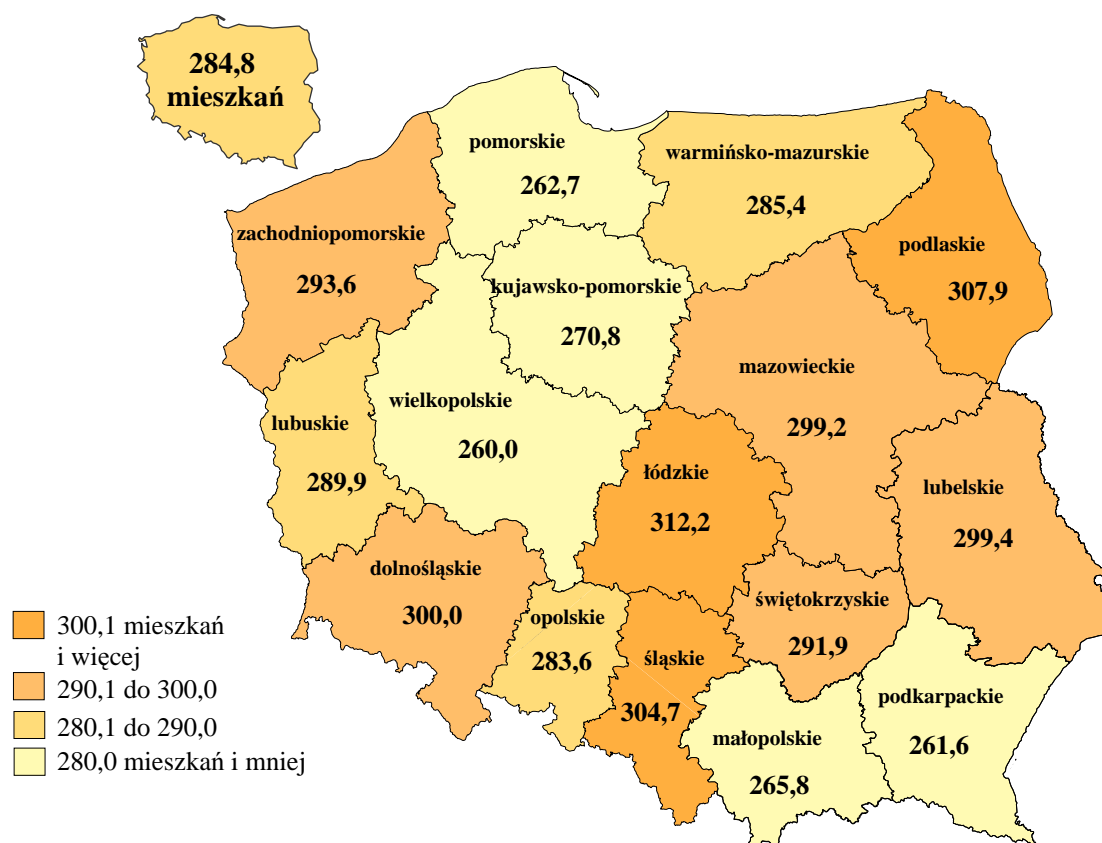 284,8
mieszkań
pomorskie
262,7
warmińsko-mazurskie
285,4
zachodniopomorskie
293,6
podlaskie
307,9
kujawsko-pomorskie
270,8
mazowieckie
299,2
wielkopolskie
260,0
lubuskie
289,9
łódzkie
312,2
lubelskie
299,4
dolnośląskie
300,0
opolskie
283,6
śląskie
304,7
świętokrzyskie
291,9
małopolskie
265,8
podkarpackie
261,6
300,1 mieszkań
i więcej
290,1 do 300,0
280,1 do 290,0
280,0 mieszkań i mniej